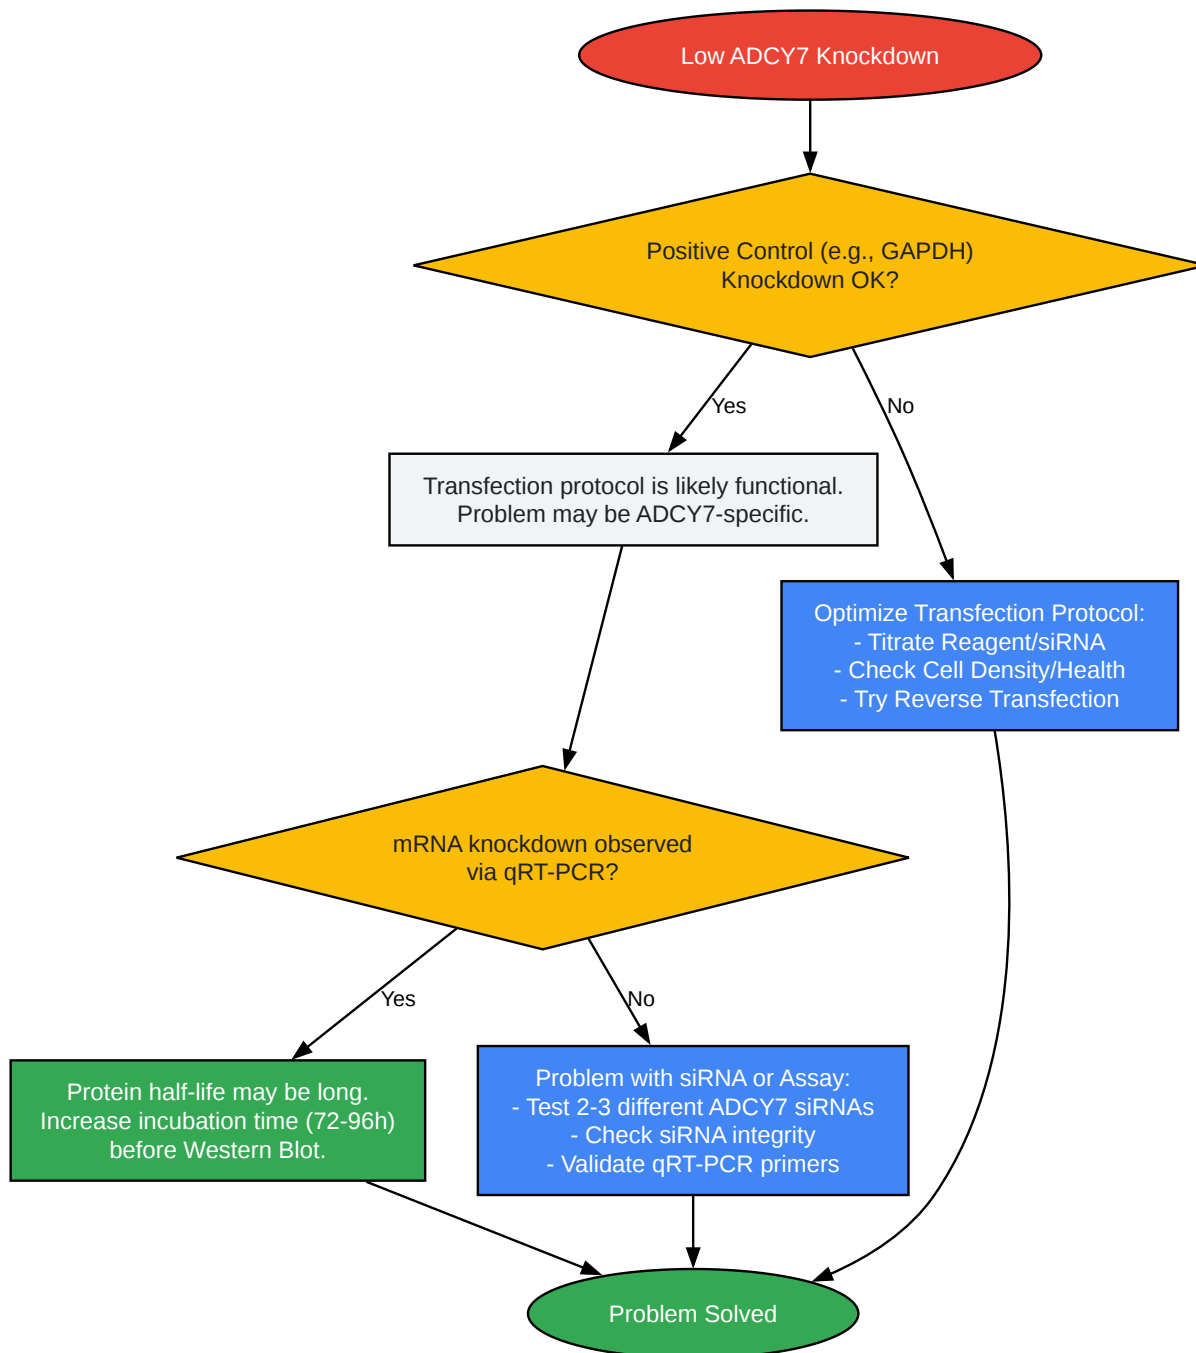 Low ADCY7 Knockdown
Positive Control (e.g., GAPDH)
Knockdown OK?
Yes
No
Transfection protocol is likely functional.
Problem may be ADCY7-specific.
Optimize Transfection Protocol:
- Titrate Reagent/siRNA
- Check Cell Density/Health
- Try Reverse Transfection
mRNA knockdown observed
via qRT-PCR?
Yes
No
Protein half-life may be long.
Increase incubation time (72-96h)
before Western Blot.
Problem with siRNA or Assay:
- Test 2-3 different ADCY7 siRNAs
- Check siRNA integrity
- Validate qRT-PCR primers
Problem Solved